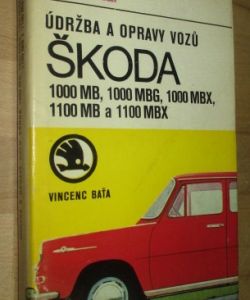 ÚDRŽBA A OPRAVY VOZŮ
ŠKODA
1000 MB, 1000 MBG, 1000 MBX,
1100 MB a 1100 MBX
VINCENC BAŤA